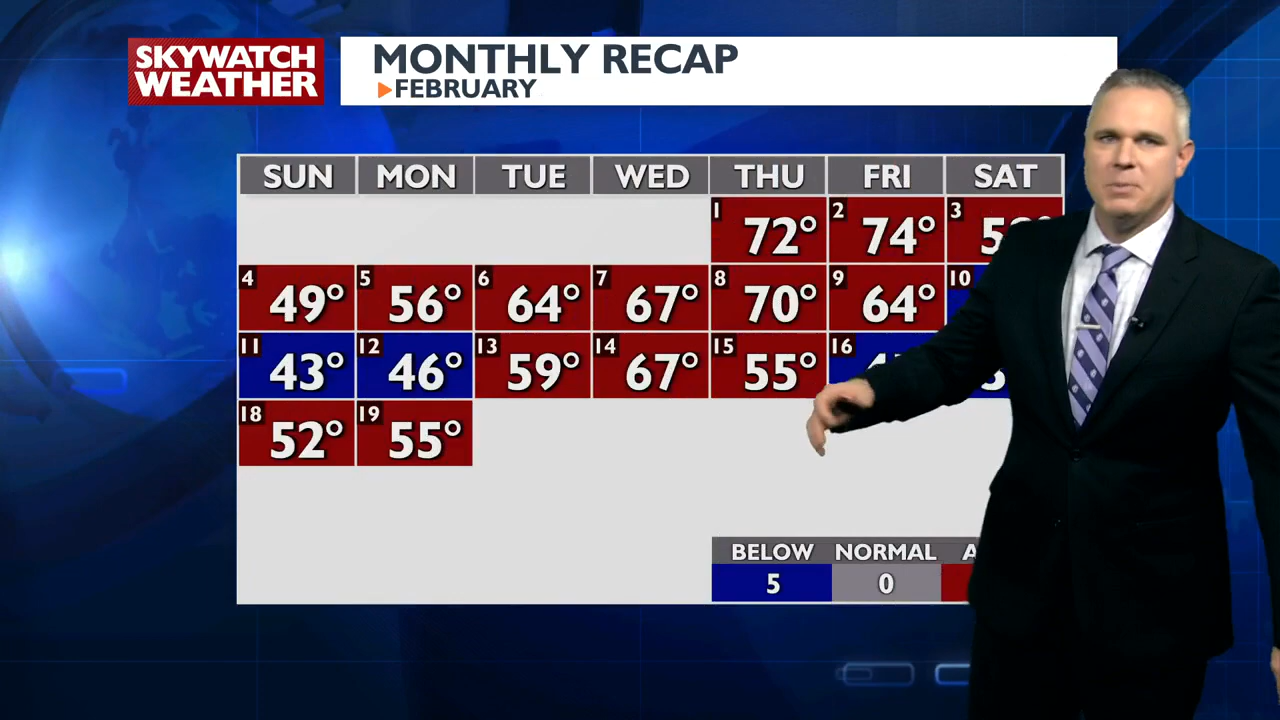 SKYWATCH
WEATHER
MONTHLY RECAP
FEBRUARY
SUN MON TUE WED THU FRI SAT
1 2 3
72° 74°
4 5 6 7 8 9 10
49° 56° 64° 67° 70° 64°
11 12 13 14 15 16
43° 46° 59° 67° 55°
18 19
52° 55°
BELOW NORMAL
5 0